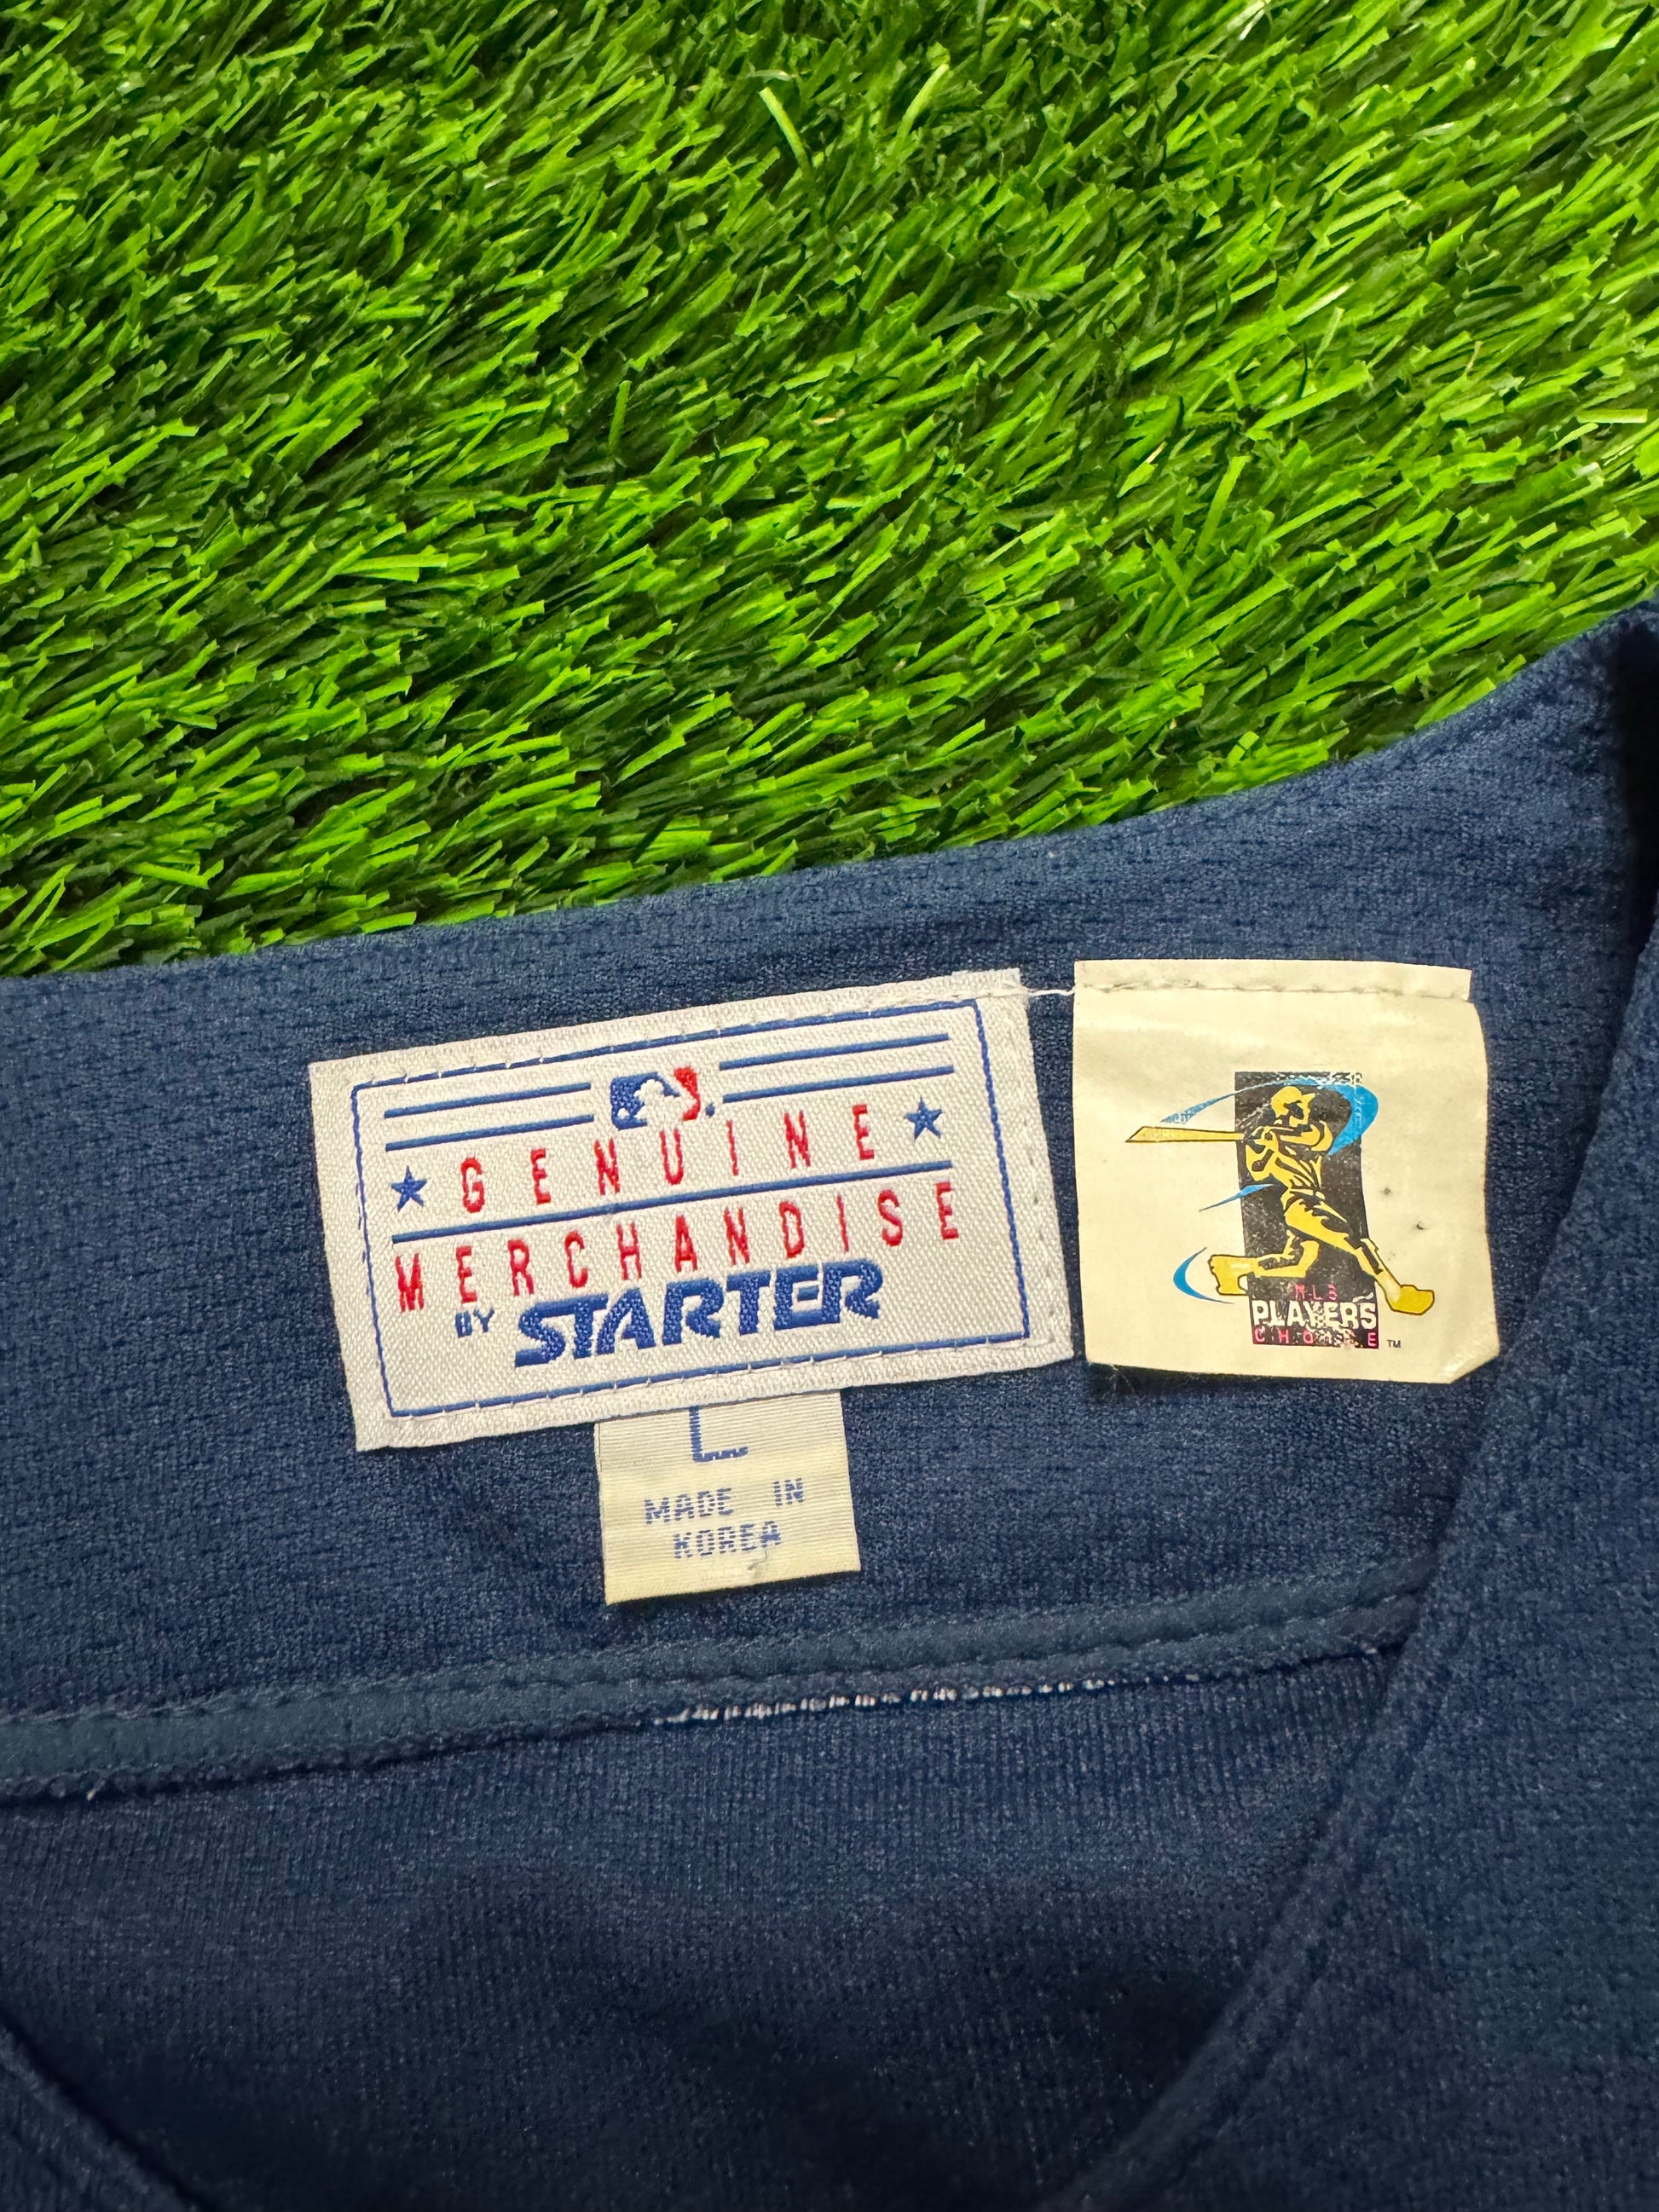 GENUINE
MERCHANDISE
BY STARTER
L
MADE IN
KOREA
MLB
PLAYERS
CHOICE ™